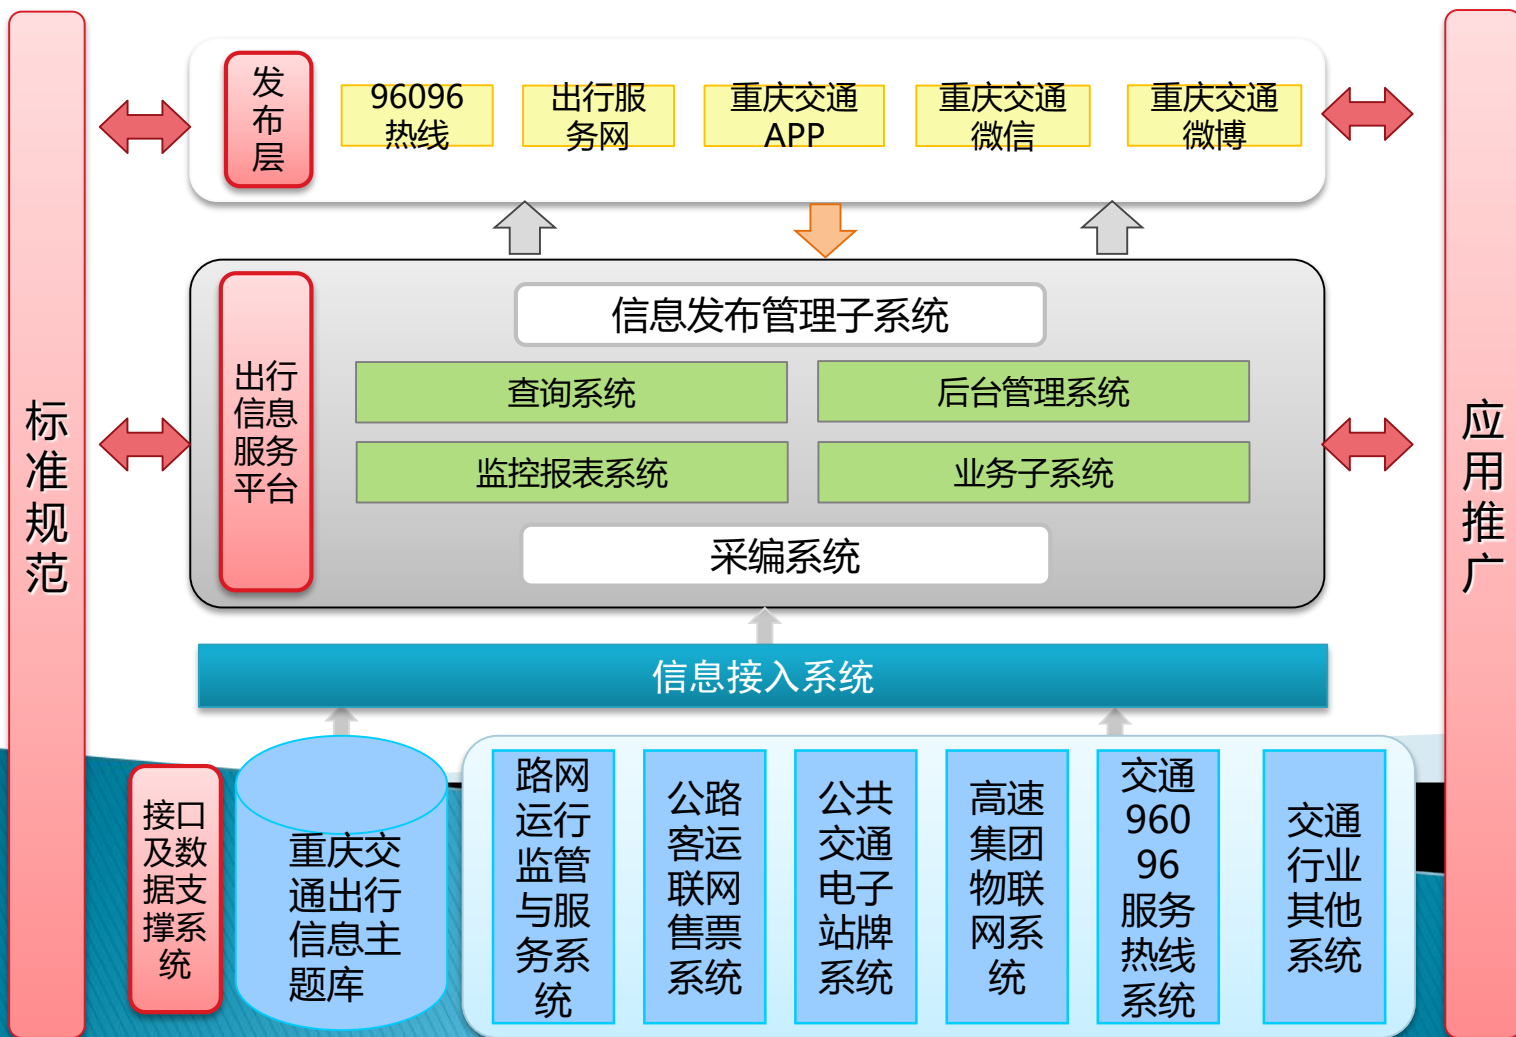 标
准
规
范
发
布
层
96096
热线
出行服
务网
重庆交通
APP
重庆交通
微信
重庆交通
微博
出行
信息
服务
平台
信息发布管理子系统
查询系统
后台管理系统
监控报表系统
业务子系统
采编系统
信息接入系统
接口
及数
据支
撑系
统
重庆交
通出行
信息主
题库
路网
运行
监管
与服
务系
统
公路
客运
联网
售票
系统
公共
交通
电子
站牌
系统
高速
集团
物联
网系
统
交通
960
96
服务
热线
系统
交通
行业
其他
系统
应
用
推
广